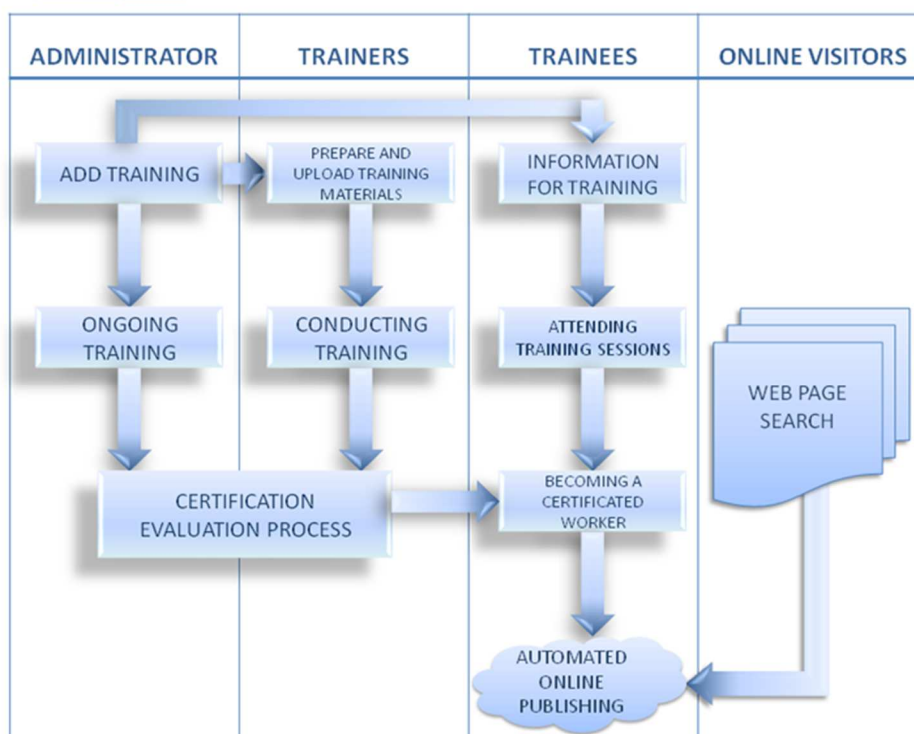 ADMINISTRATOR
TRAINERS
TRAINEES
ONLINE VISITORS
ADD TRAINING
PREPARE AND
UPLOAD TRAINING
MATERIALS
INFORMATION
FOR TRAINING
ONGOING
TRAINING
CONDUCTING
TRAINING
ATTENDING
TRAINING SESSIONS
WEB PAGE
SEARCH
CERTIFICATION
EVALUATION PROCESS
BECOMING A
CERTIFICATED
WORKER
AUTOMATED
ONLINE
PUBLISHING